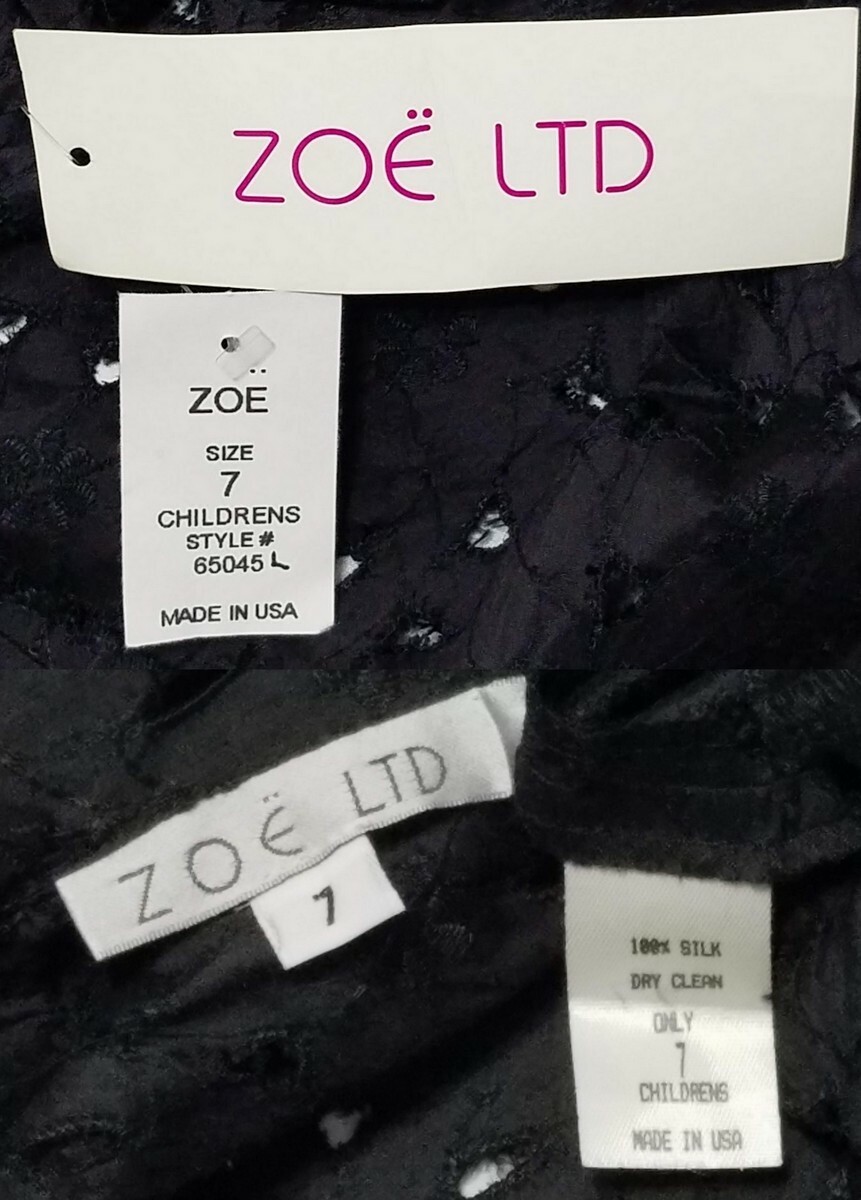 ZOË LTD
ZOË
SIZE
7
CHILDRENS
STYLE#
65045 L
MADE IN USA
ZOË LTD
7
100% SILK
DRY CLEAN
ONLY
7
CHILDRENS
MADE IN USA